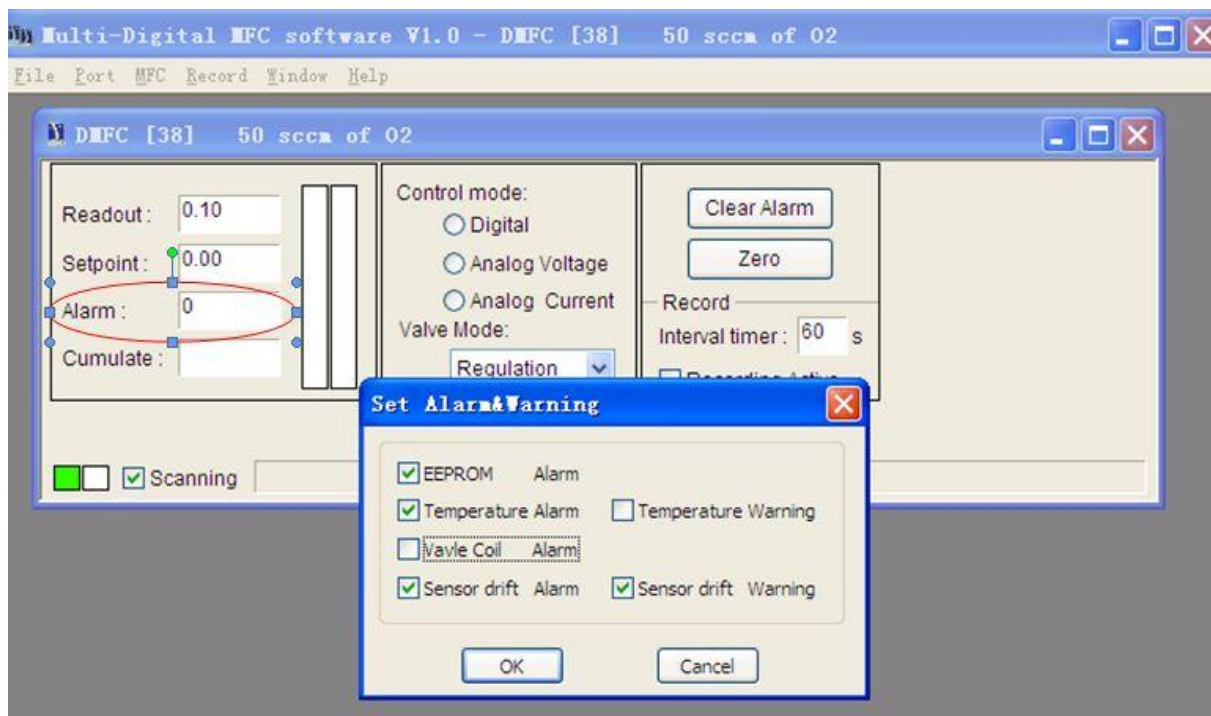 Multi-Digital MFC software V1.0 - DMFC [38] 50 sccm of O2
File Port MFC Record Window Help
DMFC [38] 50 sccm of O2
Readout : 0.10
Setpoint : 0.00
Alarm : 0
Cumulate :
Control mode:
Digital
Analog Voltage
Analog Current
Valve Mode:
Regulation
Clear Alarm
Zero
Record
Interval timer : 60 s
Scanning
Set Alarm&Warning
EEPROM Alarm
Temperature Alarm Temperature Warning
Vavle Coil Alarm
Sensor drift Alarm Sensor drift Warning
OK Cancel